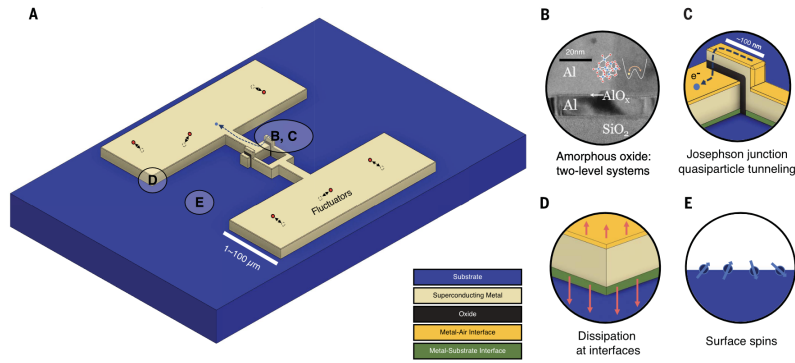 A
B, C
D
E
Fluctuators
1~100 μm
Substrate
Superconducting Metal
Oxide
Metal-Air Interface
Metal-Substrate Interface
B
20nm
Al
AlOx
Al
SiO2
Amorphous oxide:
two-level systems
C
~100 nm
e-
Josephson junction
quasiparticle tunneling
D
Dissipation
at interfaces
E
Surface spins